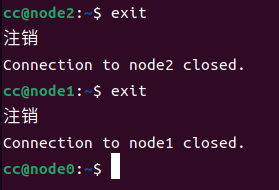 cc@node2:~$ exit
注销
Connection to node2 closed.
cc@node1:~$ exit
注销
Connection to node1 closed.
cc@node0:~$